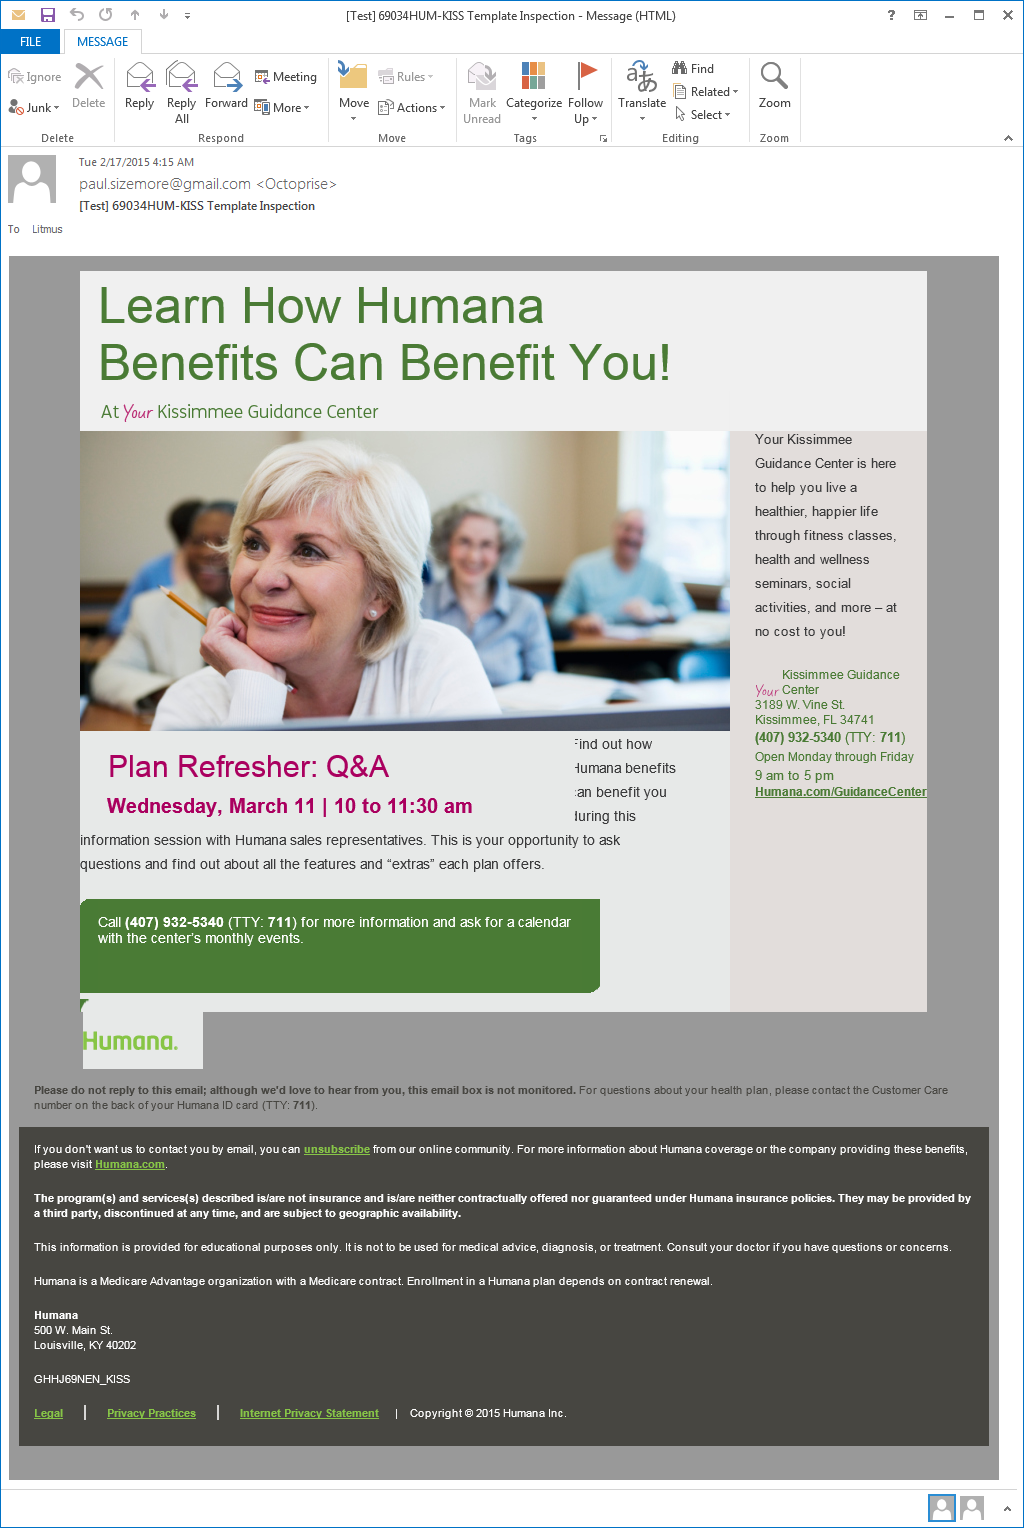 [Test] 69034HUM-KISS Template Inspection - Message (HTML)
?
FILE
MESSAGE
Ignore
Junk
Delete
Delete
Reply
Reply
All
Forward
Meeting
More
Respond
Move
Rules
Actions
Move
Mark
Unread
Categorize
Follow
Up
Tags
Translate
Find
Related
Select
Editing
Zoom
Zoom
Tue 2/17/2015 4:15 AM
paul.sizemore@gmail.com <Octoprise>
[Test] 69034HUM-KISS Template Inspection
To Litmus
Learn How Humana
Benefits Can Benefit You!
At Your Kissimmee Guidance Center
Your Kissimmee
Guidance Center is here
to help you live a
healthier, happier life
through fitness classes,
health and wellness
seminars, social
activities, and more – at
no cost to you!
Kissimmee Guidance
Your Center
3189 W. Vine St.
Kissimmee, FL 34741
(407) 932-5340 (TTY: 711)
Open Monday through Friday
9 am to 5 pm
Humana.com/GuidanceCenter
Plan Refresher: Q&A
Wednesday, March 11 | 10 to 11:30 am
Find out how
Humana benefits
can benefit you
during this
information session with Humana sales representatives. This is your opportunity to ask
questions and find out about all the features and “extras” each plan offers.
Call (407) 932-5340 (TTY: 711) for more information and ask for a calendar
with the center's monthly events.
Humana.
Please do not reply to this email; although we'd love to hear from you, this email box is not monitored. For questions about your health plan, please contact the Customer Care
number on the back of your Humana ID card (TTY: 711).
If you don't want us to contact you by email, you can unsubscribe from our online community. For more information about Humana coverage or the company providing these benefits,
please visit Humana.com.
The program(s) and services(s) described is/are not insurance and is/are neither contractually offered nor guaranteed under Humana insurance policies. They may be provided by
a third party, discontinued at any time, and are subject to geographic availability.
This information is provided for educational purposes only. It is not to be used for medical advice, diagnosis, or treatment. Consult your doctor if you have questions or concerns.
Humana is a Medicare Advantage organization with a Medicare contract. Enrollment in a Humana plan depends on contract renewal.
Humana
500 W. Main St.
Louisville, KY 40202
GHHJ69NEN_KISS
Legal | Privacy Practices | Internet Privacy Statement | Copyright © 2015 Humana Inc.